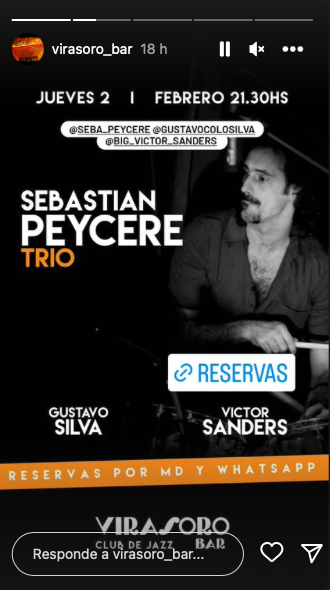 virasoro_bar 18 h
JUEVES 2 | FEBRERO 21.30HS
@SEBA_PEYCERE @GUSTAVOCOLOSILVA
@BIG_VICTOR_SANDERS
SEBASTIAN
PEYCERE
TRIO
RESERVAS
GUSTAVO
SILVA
VICTOR
SANDERS
RESERVAS POR MD Y WHATSAPP
VIRASORO
CLUB DE JAZZ BAR
Responde a virasoro_bar...